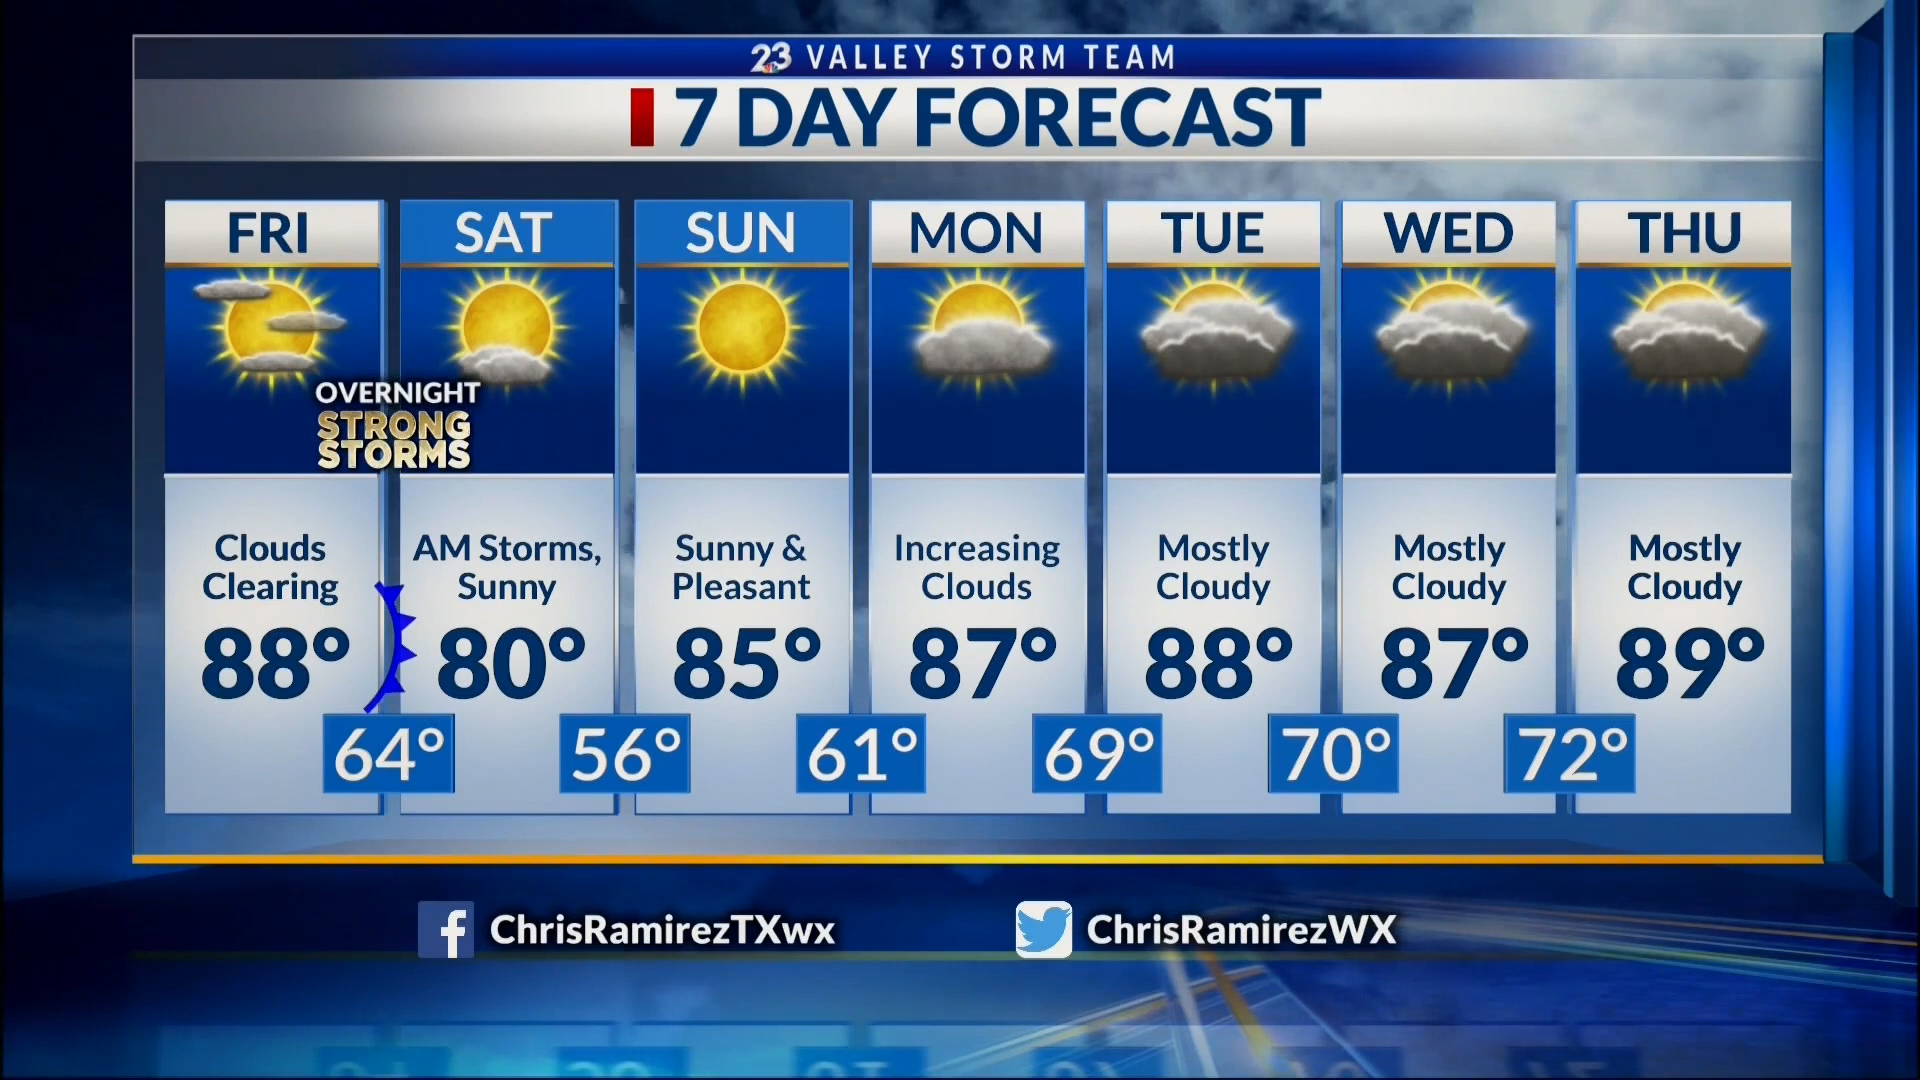 23 VALLEY STORM TEAM
7 DAY FORECAST
FRI
SAT
SUN
MON
TUE
WED
THU
OVERNIGHT
STRONG
STORMS
Clouds
Clearing
88°
AM Storms,
Sunny
80°
Sunny &
Pleasant
85°
Increasing
Clouds
87°
Mostly
Cloudy
88°
Mostly
Cloudy
87°
Mostly
Cloudy
89°
64°
56°
61°
69°
70°
72°
f
ChrisRamirezTXwx
ChrisRamirezWX